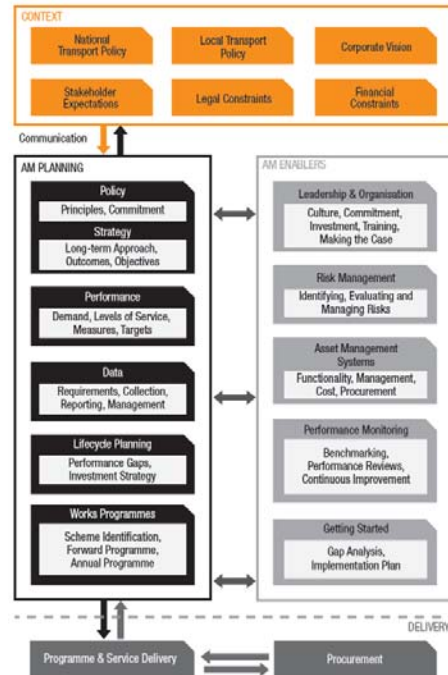 CONTEXT
National
Transport Policy
Local Transport
Policy
Corporate Vision
Stakeholder
Expectations
Legal Constraints
Financial
Constraints
Communication
AM PLANNING
Policy
Principles, Commitment
Strategy
Long-term Approach,
Outcomes, Objectives
Performance
Demand, Levels of Service,
Measures, Targets
Data
Requirements, Collection,
Reporting, Management
Lifecycle Planning
Performance Gaps,
Investment Strategy
Works Programmes
Scheme Identification,
Forward Programme,
Annual Programme
AM ENABLERS
Leadership & Organisation
Culture, Commitment,
Investment, Training,
Making the Case
Risk Management
Identifying, Evaluating and
Managing Risks
Asset Management
Systems
Functionality, Management,
Cost, Procurement
Performance Monitoring
Benchmarking,
Performance Reviews,
Continuous Improvement
Getting Started
Gap Analysis,
Implementation Plan
DELIVERY
Programme & Service Delivery
Procurement